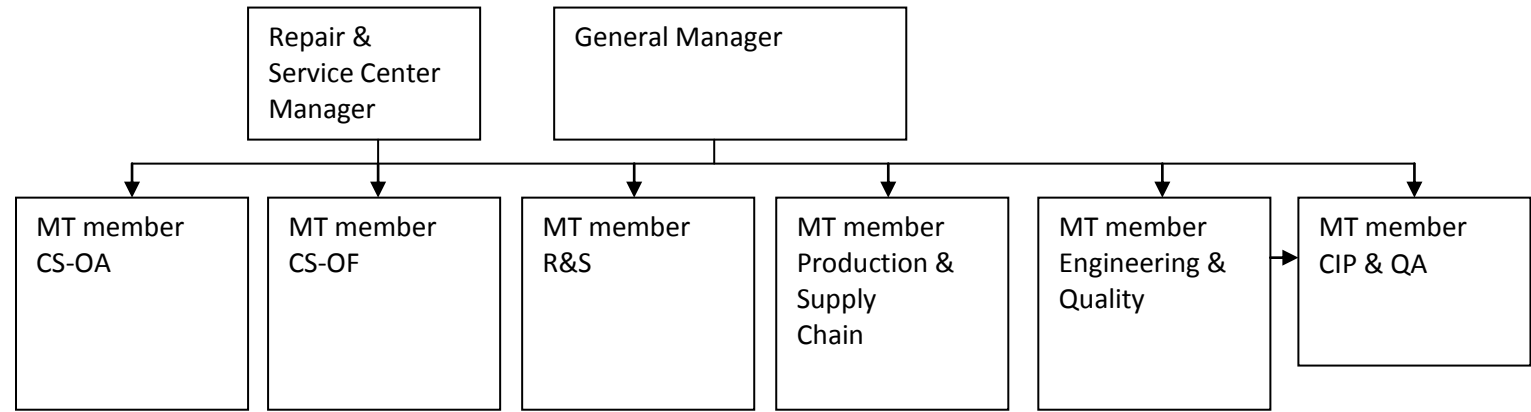 Repair &
Service Center
Manager
General Manager
MT member
CS-OA
MT member
CS-OF
MT member
R&S
MT member
Production &
Supply
Chain
MT member
Engineering &
Quality
MT member
CIP & QA